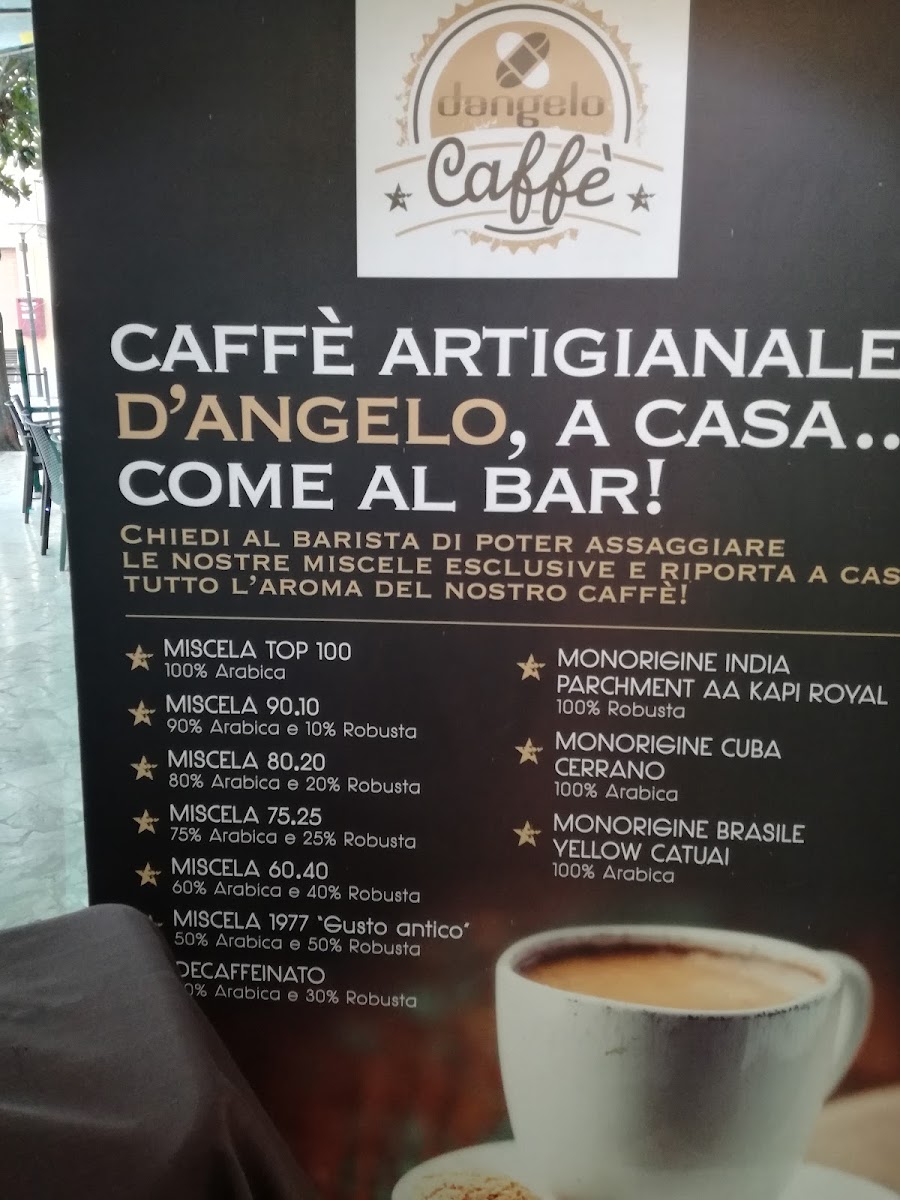 dangelo
Caffè
CAFFÈ ARTIGIANALE
D'ANGELO, A CASA..
COME AL BAR!
CHIEDI AL BARISTA DI POTER ASSAGGIARE
LE NOSTRE MISCELE ESCLUSIVE E RIPORTA A CAS
TUTTO L'AROMA DEL NOSTRO CAFFÈ!
MISCELA TOP 100
100% Arabica
MISCELA 90.10
90% Arabica e 10% Robusta
MISCELA 80.20
80% Arabica e 20% Robusta
MISCELA 75.25
75% Arabica e 25% Robusta
MISCELA 60.40
60% Arabica e 40% Robusta
MISCELA 1977 "Gusto antico"
50% Arabica e 50% Robusta
DECAFFEINATO
0% Arabica e 30% Robusta
MONORIGINE INDIA
PARCHMENT AA KAPI ROYAL
100% Robusta
MONORIGINE CUBA
CERRANO
100% Arabica
MONORIGINE BRASILE
YELLOW CATUAI
100% Arabica